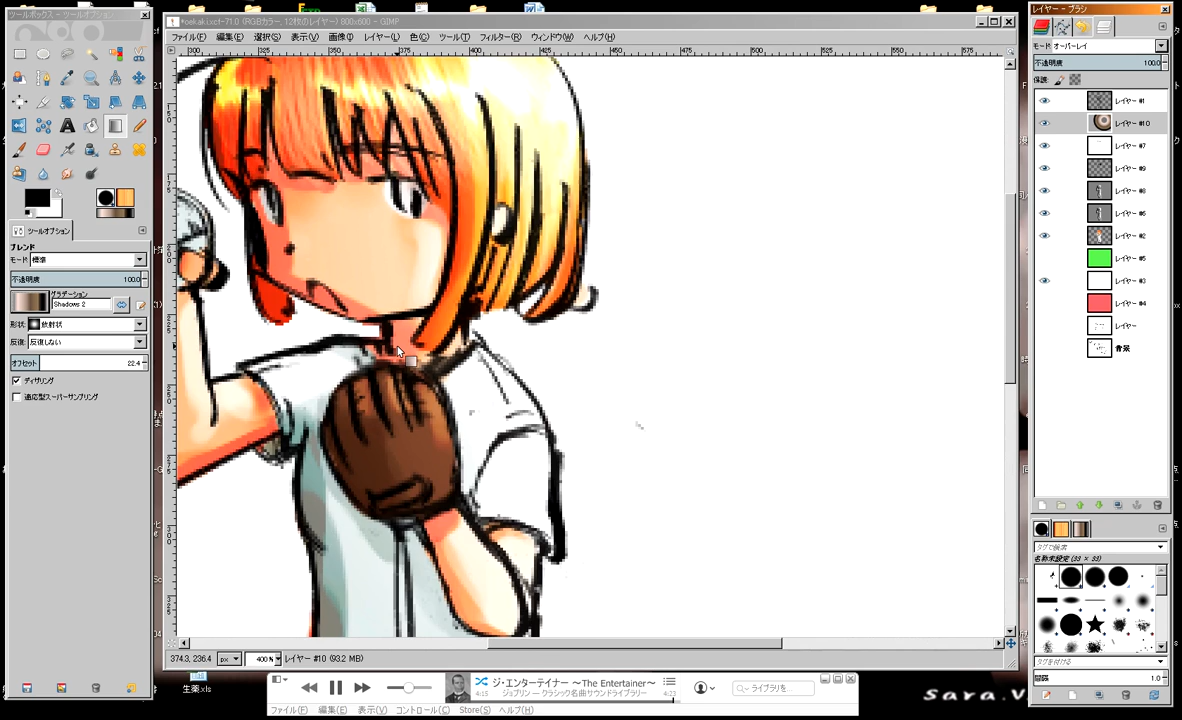 ツールボックス - ツールオプション
*oekaki.xcf-71.0 (RGBカラー, 12枚のレイヤー) 800x600 - GIMP
レイヤー - ブラシ
ファイル(F) 編集(E) 選択(S) 表示(V) 画像(I) レイヤー(L) 色(C) ツール(T) フィルター(R) ウィンドウ(W) ヘルプ(H)
300 325 350 375 400 425 450 475 500 525 550 575
モード: オーバーレイ
不透明度 100.0
保護:
レイヤー #1
レイヤー #10
レイヤー #7
レイヤー #9
レイヤー #8
レイヤー #6
レイヤー #2
レイヤー #5
レイヤー #3
レイヤー #4
レイヤー
背景
ツールオプション
ブレンド
モード: 標準
不透明度 100.0
グラデーション
Shadows 2
形状: 放射状
反復: 反復しない
オフセット 22.4
ディザリング
適応型スーパーサンプリング
タグで検索
名称未設定 (33 × 33)
タグを付ける
間隔 1.0
374.3, 236.4 px 400% レイヤー #10 (93.2 MB)
生薬.xls
ジ・エンターテイナー 〜The Entertainer〜
4:15 ジョプリン — クラシック名曲サウンドライブラリー 4:23
ライブラリを
ファイル(F) 編集(E) 表示(V) コントロール(C) Store(S) ヘルプ(H)
Sara.V